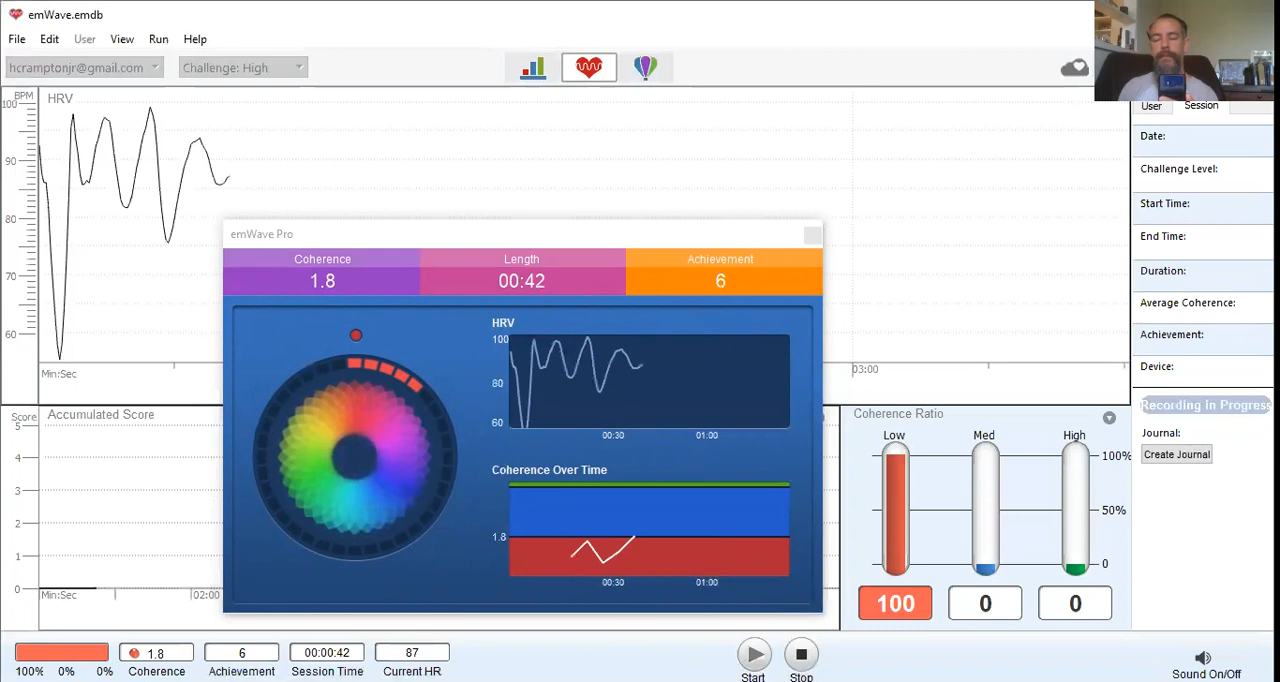 emWave.emdb
File Edit User View Run Help
hcramptonjr@gmail.com Challenge: High
BPM HRV
100
90
80
70
60
Min:Sec 03:00
emWave Pro
Coherence Length Achievement
1.8 00:42 6
HRV
100
80
60
00:30 01:00
Coherence Over Time
1.8
00:30 01:00
Score Accumulated Score
5
4
3
2
1
0
Min:Sec 02:00
Coherence Ratio
Low Med High
100%
50%
0
100 0 0
User Session
Date:
Challenge Level:
Start Time:
End Time:
Duration:
Average Coherence:
Achievement:
Device:
Recording In Progress
Journal:
Create Journal
1.8 6 00:00:42 87
100% 0% 0% Coherence Achievement Session Time Current HR
Start Stop
Sound On/Off